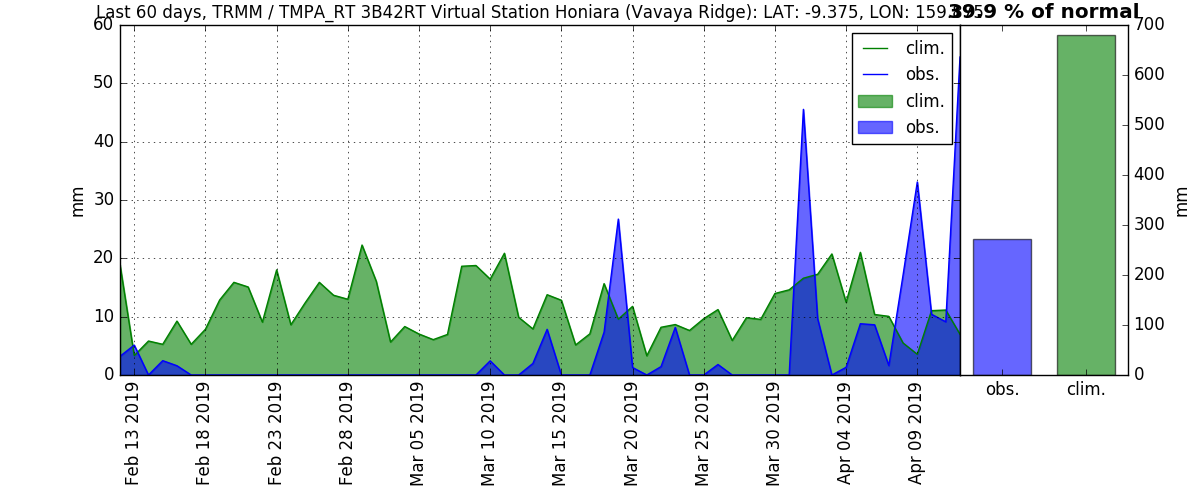 Last 60 days, TRMM / TMPA_RT 3B42RT Virtual Station Honiara (Vavaya Ridge): LAT: -9.375, LON:
39.9 % of normal
60
50
40
30
20
10
0
mm
clim.
obs.
clim.
obs.
700
600
500
400
300
200
100
0
mm
Feb 13 2019
Feb 18 2019
Feb 23 2019
Feb 28 2019
Mar 05 2019
Mar 10 2019
Mar 15 2019
Mar 20 2019
Mar 25 2019
Mar 30 2019
Apr 04 2019
Apr 09 2019
obs.
clim.